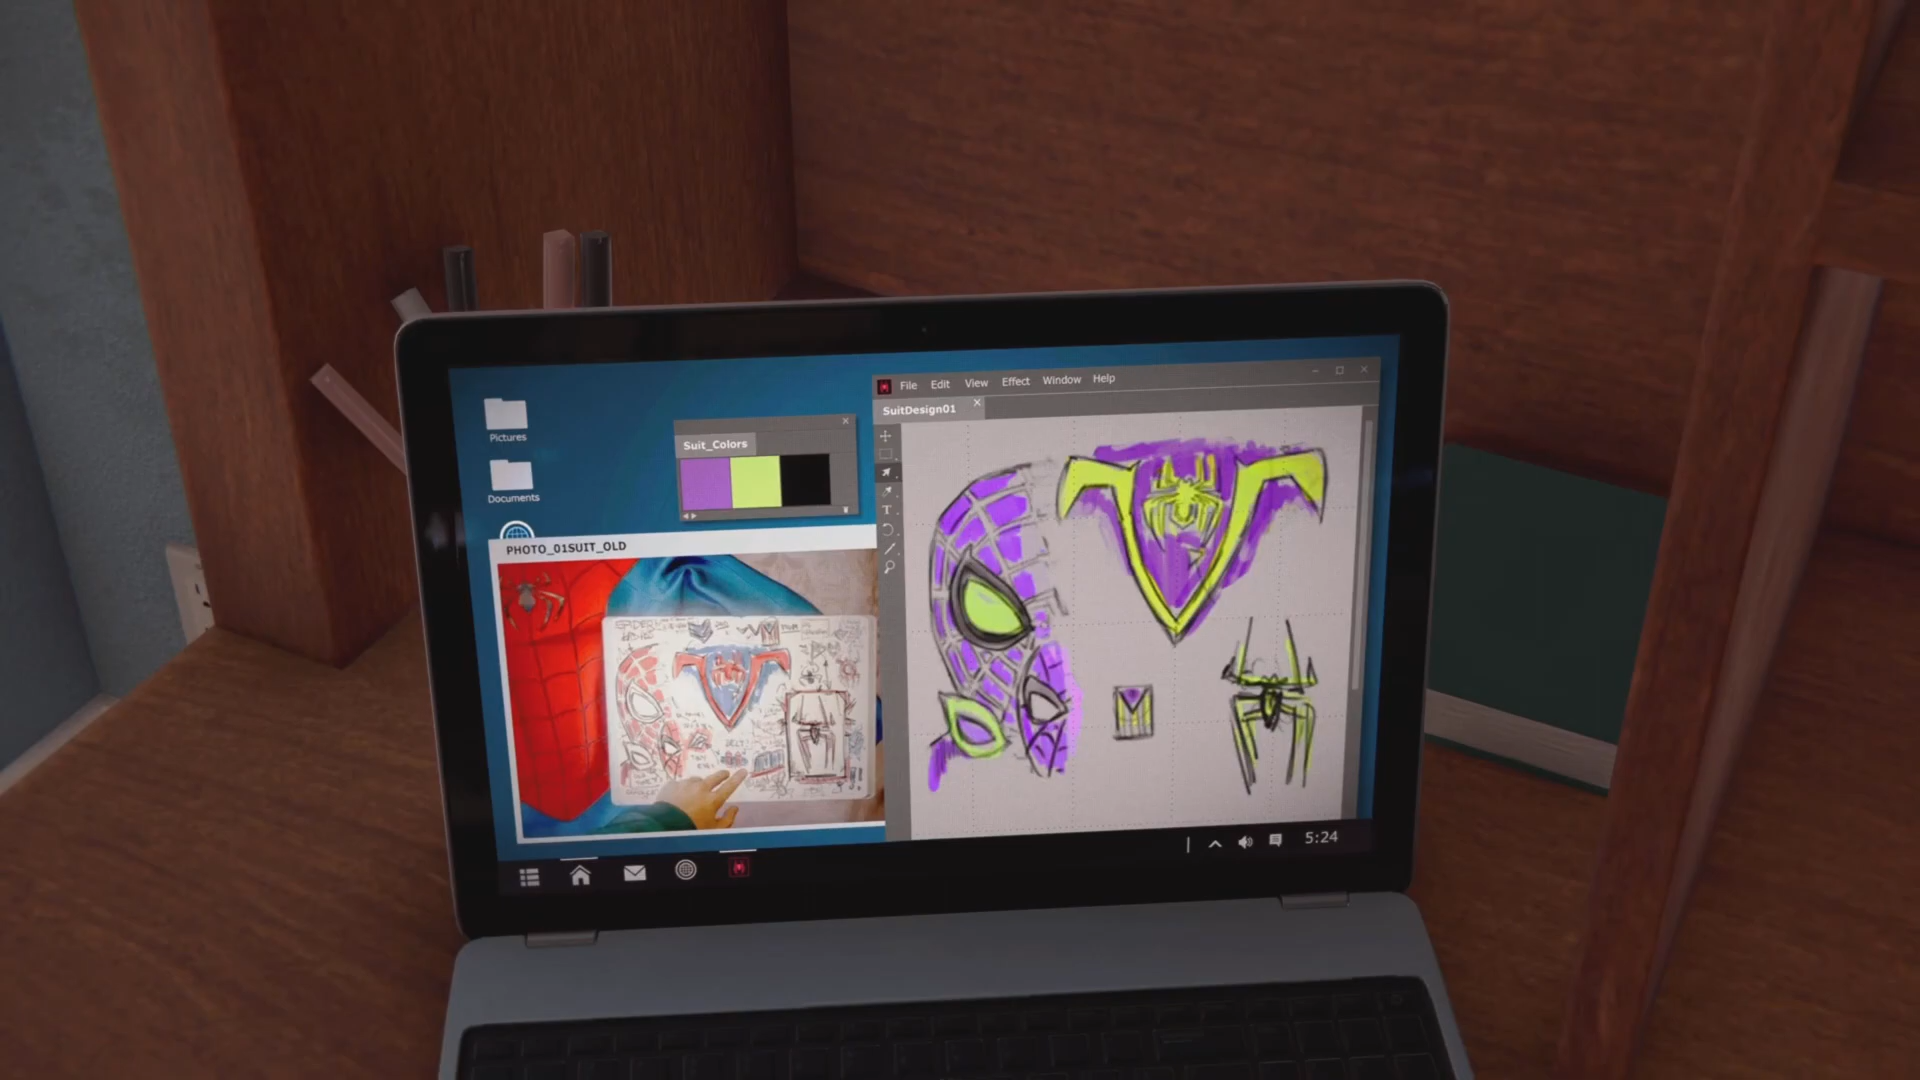 Pictures
Documents
Suit_Colors
PHOTO_01SUIT_OLD
File Edit View Effect Window Help
SuitDesign01
T
5:24